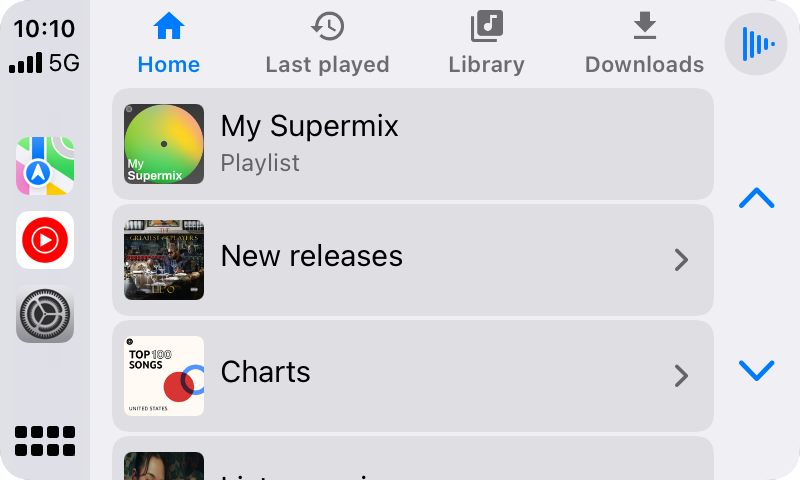 10:10
5G
Home
Last played
Library
Downloads
My Supermix
Playlist
My
Supermix
New releases
THE
GREATEST PLAYERS
Charts
TOP 100
SONGS
UNITED STATES